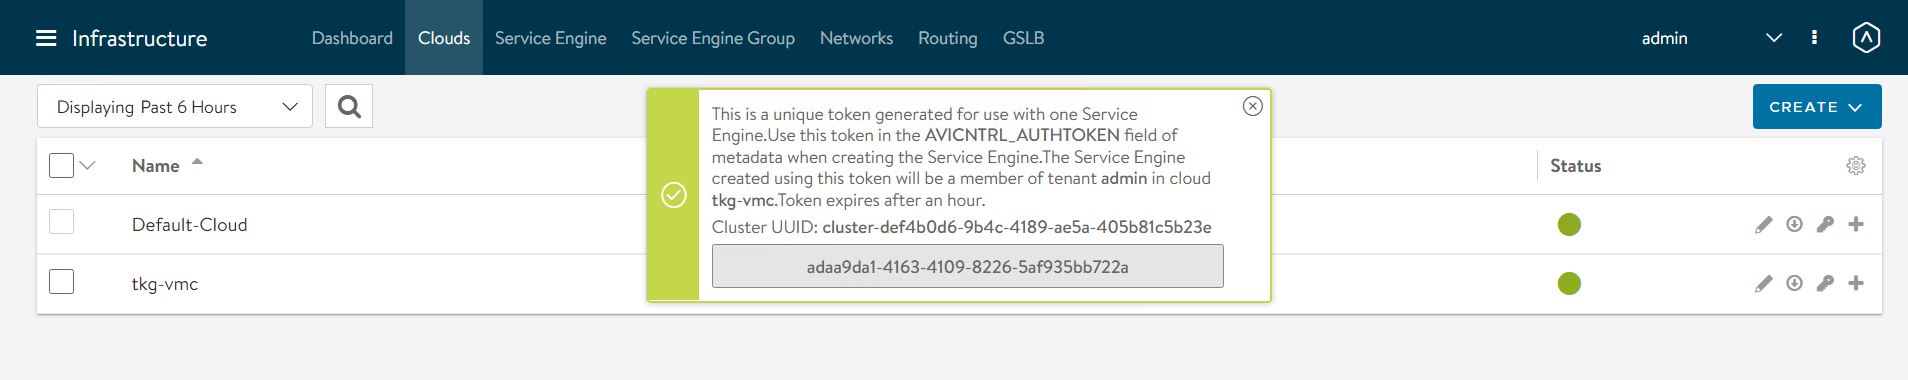 Infrastructure
Dashboard Clouds Service Engine Service Engine Group Networks Routing GSLB
admin
Displaying Past 6 Hours
CREATE
This is a unique token generated for use with one Service
Engine.Use this token in the AVICNTRL_AUTHTOKEN field of
metadata when creating the Service Engine.The Service Engine
created using this token will be a member of tenant admin in cloud
tkg-vmc.Token expires after an hour.
Cluster UUID: cluster-def4b0d6-9b4c-4189-ae5a-405b81c5b23e
adaa9da1-4163-4109-8226-5af935bb722a
Name
Status
Default-Cloud
tkg-vmc